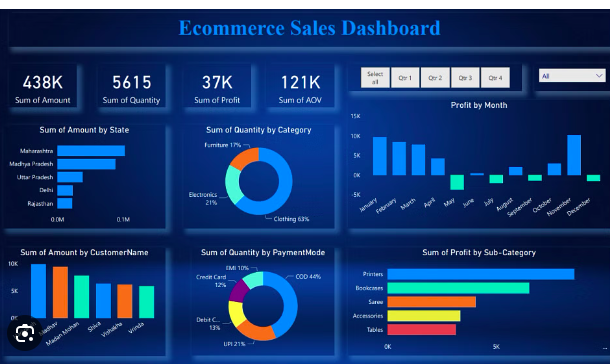 Ecommerce Sales Dashboard
438K
Sum of Amount
5615
Sum of Quantity
37K
Sum of Profit
121K
Sum of AOV
Select all
Qtr 1
Qtr 2
Qtr 3
Qtr 4
All
Sum of Amount by State
Maharashtra
Madhya Pradesh
Uttar Pradesh
Delhi
Rajasthan
0.0M
0.1M
Sum of Quantity by Category
Furniture 17%
Electronics
21%
Clothing 63%
Profit by Month
15K
10K
5K
0K
-5K
January
February
March
April
May
June
July
August
September
October
November
December
Sum of Amount by CustomerName
10K
5K
0K
Madhav
Madan Mohan
Shiva
Vishakha
Vrinda
Sum of Quantity by PaymentMode
EMI 10%
Credit Card
12%
Debit C...
13%
UPI 21%
COD 44%
Sum of Profit by Sub-Category
Printers
Bookcases
Saree
Accessories
Tables
0K
5K